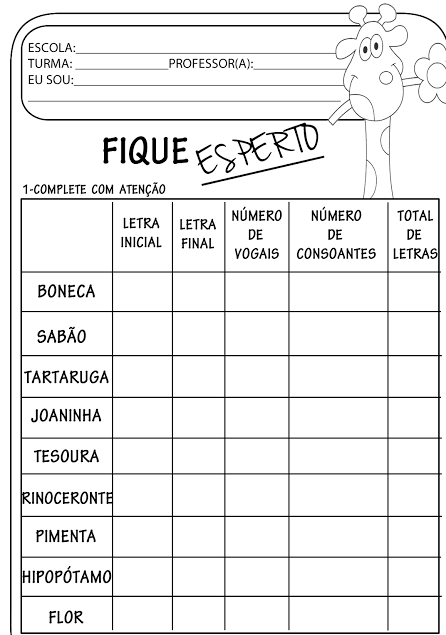 ESCOLA:
TURMA: PROFESSOR(A):
EU SOU:
FIQUE ESPERTO
1-COMPLETE COM ATENÇÃO
LETRA INICIAL LETRA FINAL NÚMERO DE VOGAIS NÚMERO DE CONSOANTES TOTAL DE LETRAS
BONECA
SABÃO
TARTARUGA
JOANINHA
TESOURA
RINOCERONTE
PIMENTA
HIPOPÓTAMO
FLOR